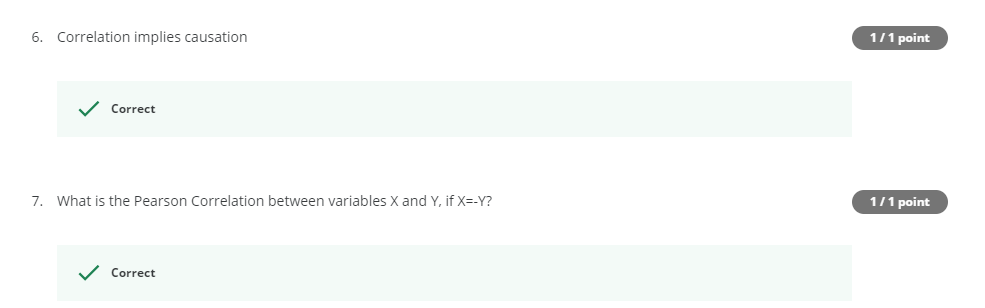 6. Correlation implies causation
1 / 1 point
Correct
7. What is the Pearson Correlation between variables X and Y, if X=-Y?
1 / 1 point
Correct